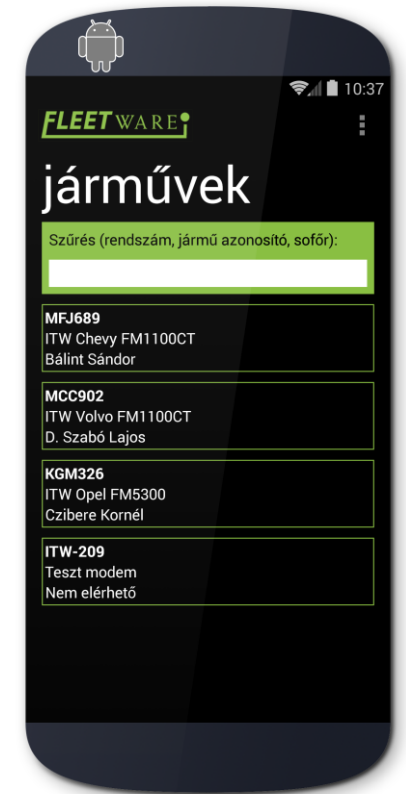 10:37
FLEETWARE
járművek
Szűrés (rendszám, jármű azonosító, sofőr):
MFJ689
ITW Chevy FM1100CT
Bálint Sándor
MCC902
ITW Volvo FM1100CT
D. Szabó Lajos
KGM326
ITW Opel FM5300
Czibere Kornél
ITW-209
Teszt modem
Nem elérhető